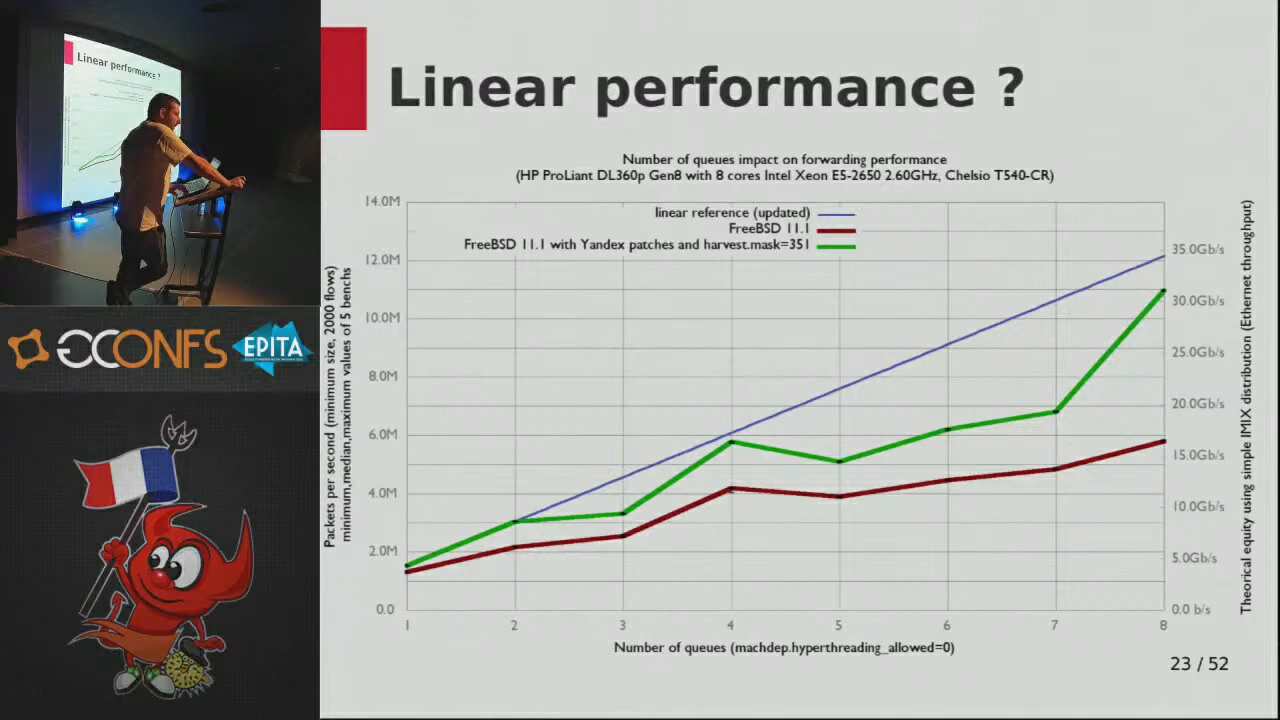 Linear performance ?
Linear performance ?
Number of queues impact on forwarding performance
(HP ProLiant DL360p Gen8 with 8 cores Intel Xeon E5-2650 2.60GHz, Chelsio T540-CR)
linear reference (updated)
FreeBSD 11.1
FreeBSD 11.1 with Yandex patches and harvest.mask=351
Packets per second (minimum size, 2000 flows)
minimum,median,maximum values of 5 benchs
14.0M
12.0M
10.0M
8.0M
6.0M
4.0M
2.0M
0.0
35.0Gb/s
30.0Gb/s
25.0Gb/s
20.0Gb/s
15.0Gb/s
10.0Gb/s
5.0Gb/s
0.0 b/s
Theorical equity using simple IMIX distribution (Ethernet throughput)
1 2 3 4 5 6 7 8
Number of queues (machdep.hyperthreading_allowed=0)
23 / 52
GCONFS
EPITA